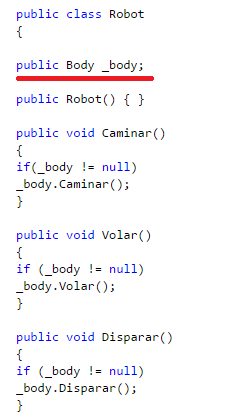 public class Robot
{
public Body _body;
public Robot() { }
public void Caminar()
{
if(_body != null)
_body.Caminar();
}
public void Volar()
{
if (_body != null)
_body.Volar();
}
public void Disparar()
{
if (_body != null)
_body.Disparar();
}